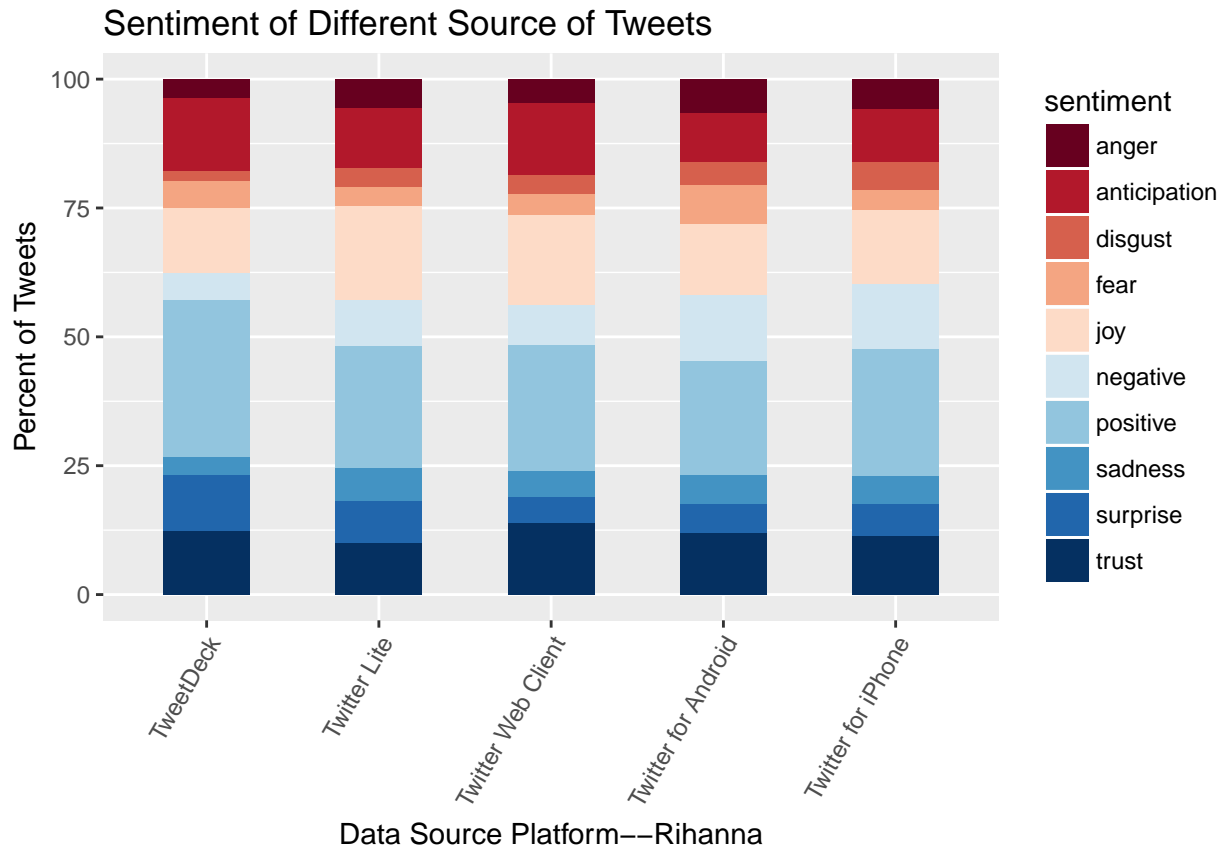 Sentiment of Different Source of Tweets
Percent of Tweets
100
75
50
25
0
TweetDeck
Twitter Lite
Twitter Web Client
Twitter for Android
Twitter for iPhone
Data Source Platform−−Rihanna
sentiment
anger
anticipation
disgust
fear
joy
negative
positive
sadness
surprise
trust